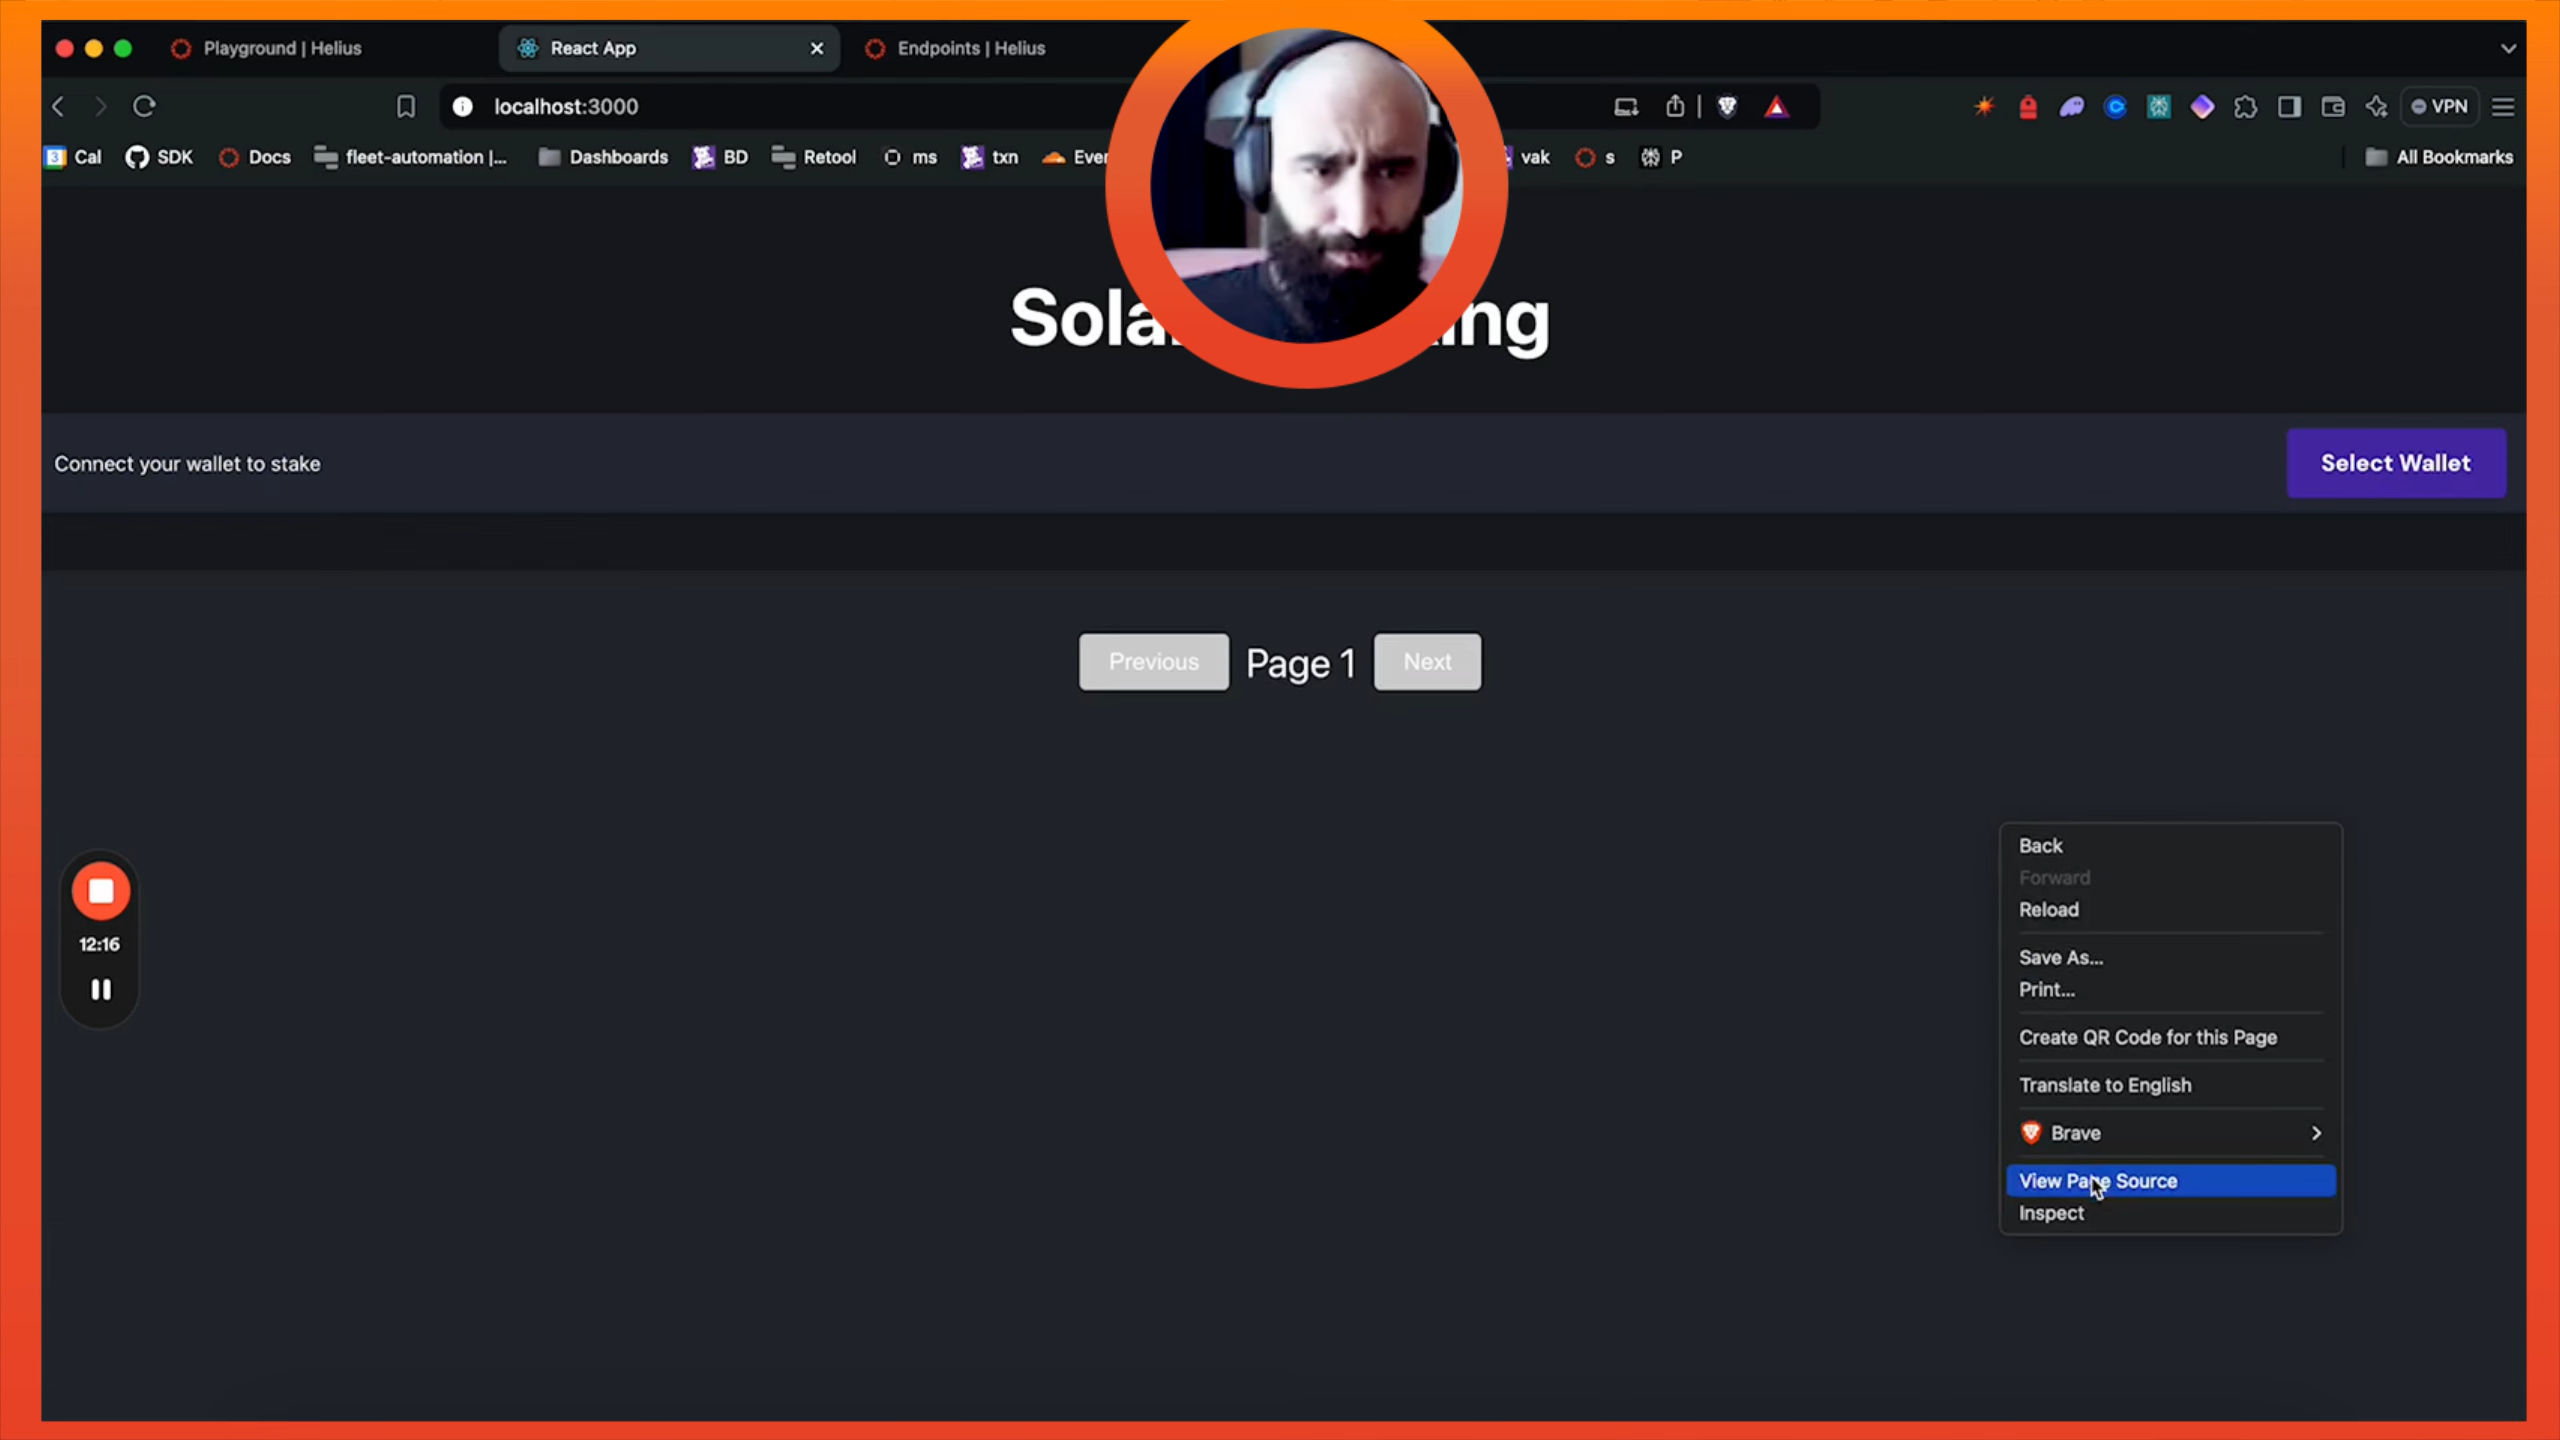 Playground | Helius
React App
Endpoints | Helius
localhost:3000
VPN
Cal
SDK
Docs
fleet-automation |...
Dashboards
BD
Retool
ms
txn
vak
s
P
All Bookmarks
Connect your wallet to stake
Select Wallet
Previous
Page 1
Next
Back
Forward
Reload
Save As...
Print...
Create QR Code for this Page
Translate to English
Brave
View Page Source
Inspect
12:16